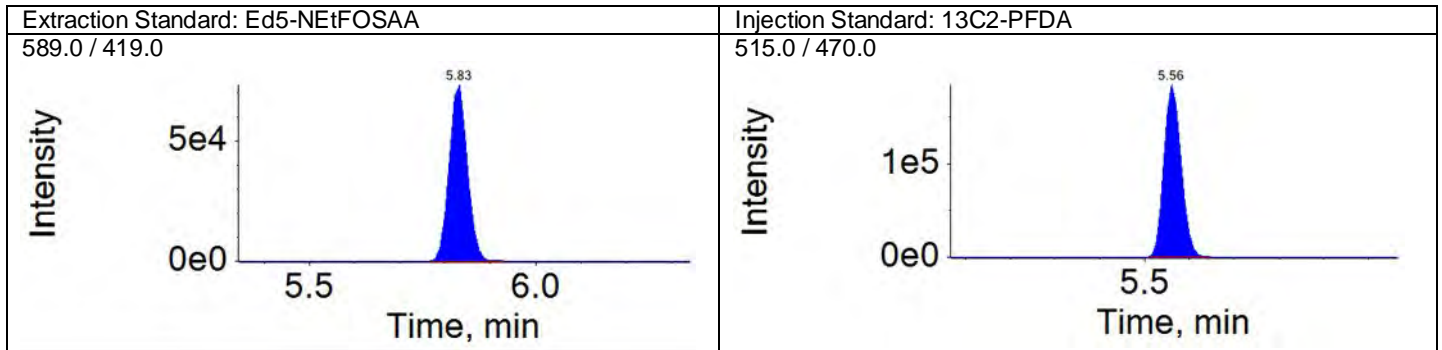 Extraction Standard: Ed5-NEtFOSAA
589.0 / 419.0
5.83
Intensity
5e4
0e0
5.5 6.0
Time, min
Injection Standard: 13C2-PFDA
515.0 / 470.0
5.56
Intensity
1e5
0e0
5.5
Time, min